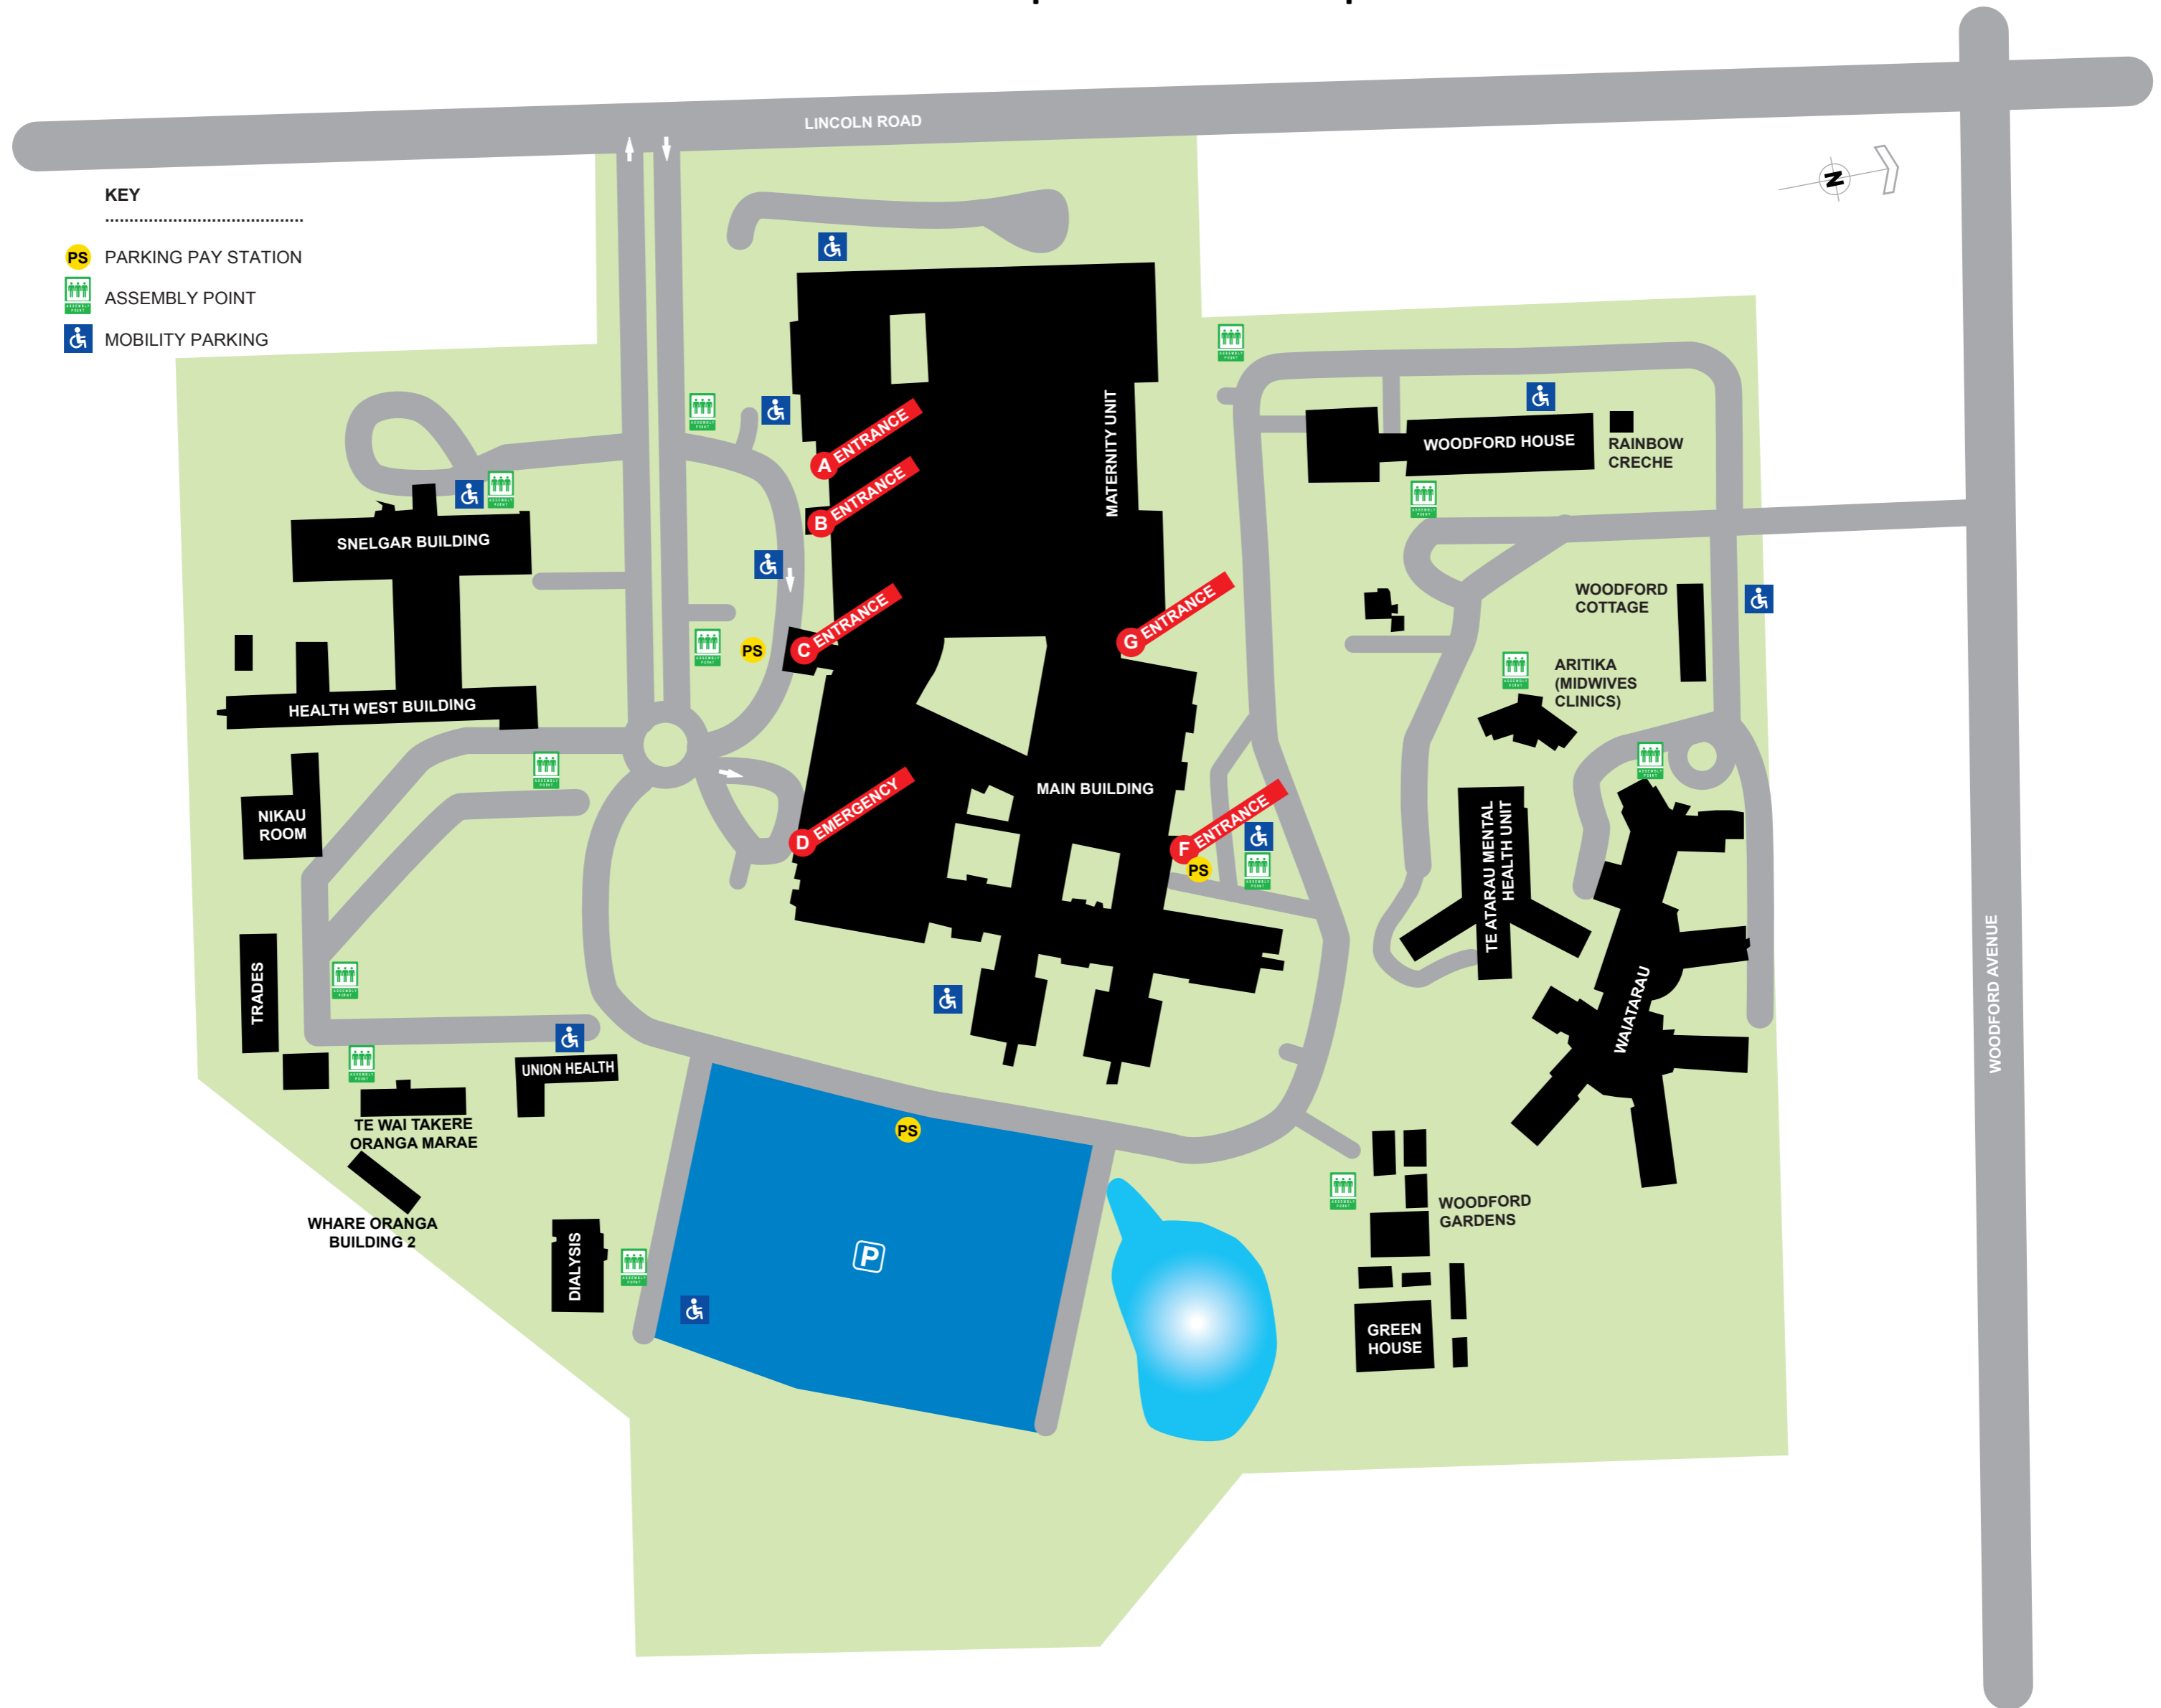 LINCOLN ROAD
KEY
PS PARKING PAY STATION
ASSEMBLY POINT
ASSEMBLY POINT
MOBILITY PARKING
N
A ENTRANCE
B ENTRANCE
MATERNITY UNIT
WOODFORD HOUSE
RAINBOW
CRECHE
SNELGAR BUILDING
C ENTRANCE
PS
G ENTRANCE
WOODFORD
COTTAGE
ARITIKA
(MIDWIVES
CLINICS)
HEALTH WEST BUILDING
MAIN BUILDING
NIKAU
ROOM
D EMERGENCY
F ENTRANCE
PS
TE ATARAU MENTAL
HEALTH UNIT
WAIATARAU
WOODFORD AVENUE
TRADES
UNION HEALTH
TE WAI TAKERE
ORANGA MARAE
WHARE ORANGA
BUILDING 2
DIALYSIS
PS
P
WOODFORD
GARDENS
GREEN
HOUSE